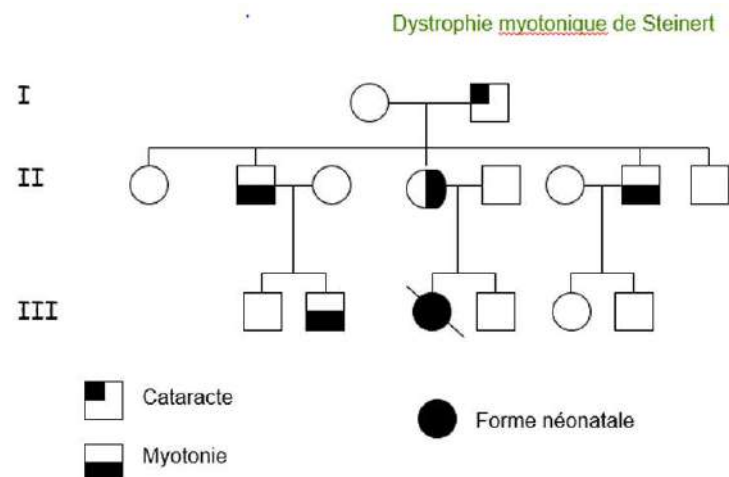 Dystrophie myotonique de Steinert
I
II
III
Cataracte
Forme néonatale
Myotonie